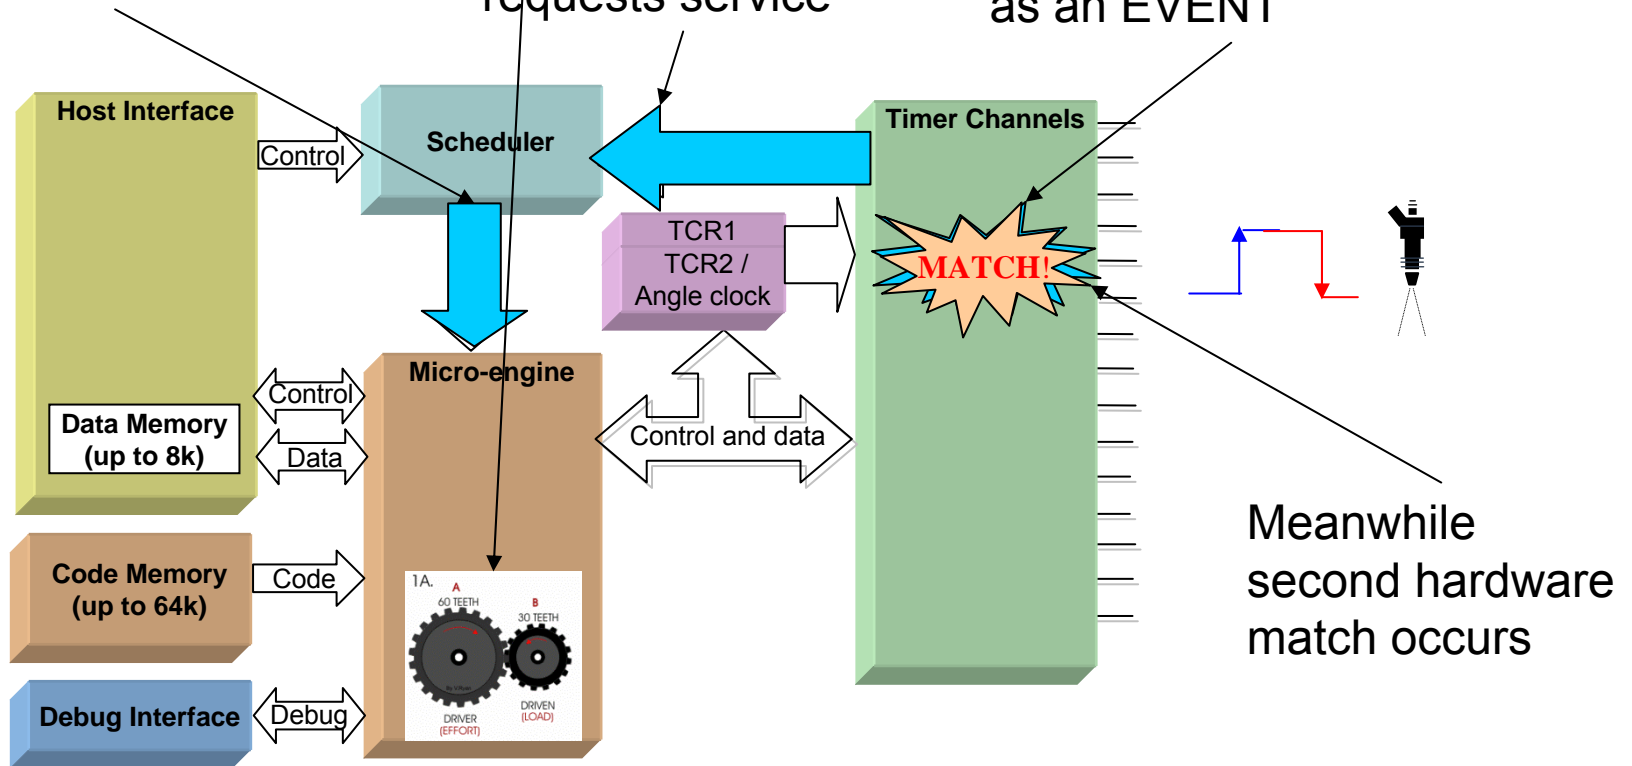 requests service
as an EVENT
Host Interface
Control
Scheduler
Timer Channels
TCR1
TCR2 /
Angle clock
MATCH!
Micro-engine
Control
Data Memory
(up to 8k)
Data
Control and data
Meanwhile
second hardware
match occurs
Code Memory
(up to 64k)
Code
1A.
A
60 TEETH
B
30 TEETH
DRIVER
(EFFORT)
DRIVEN
(LOAD)
Debug Interface
Debug